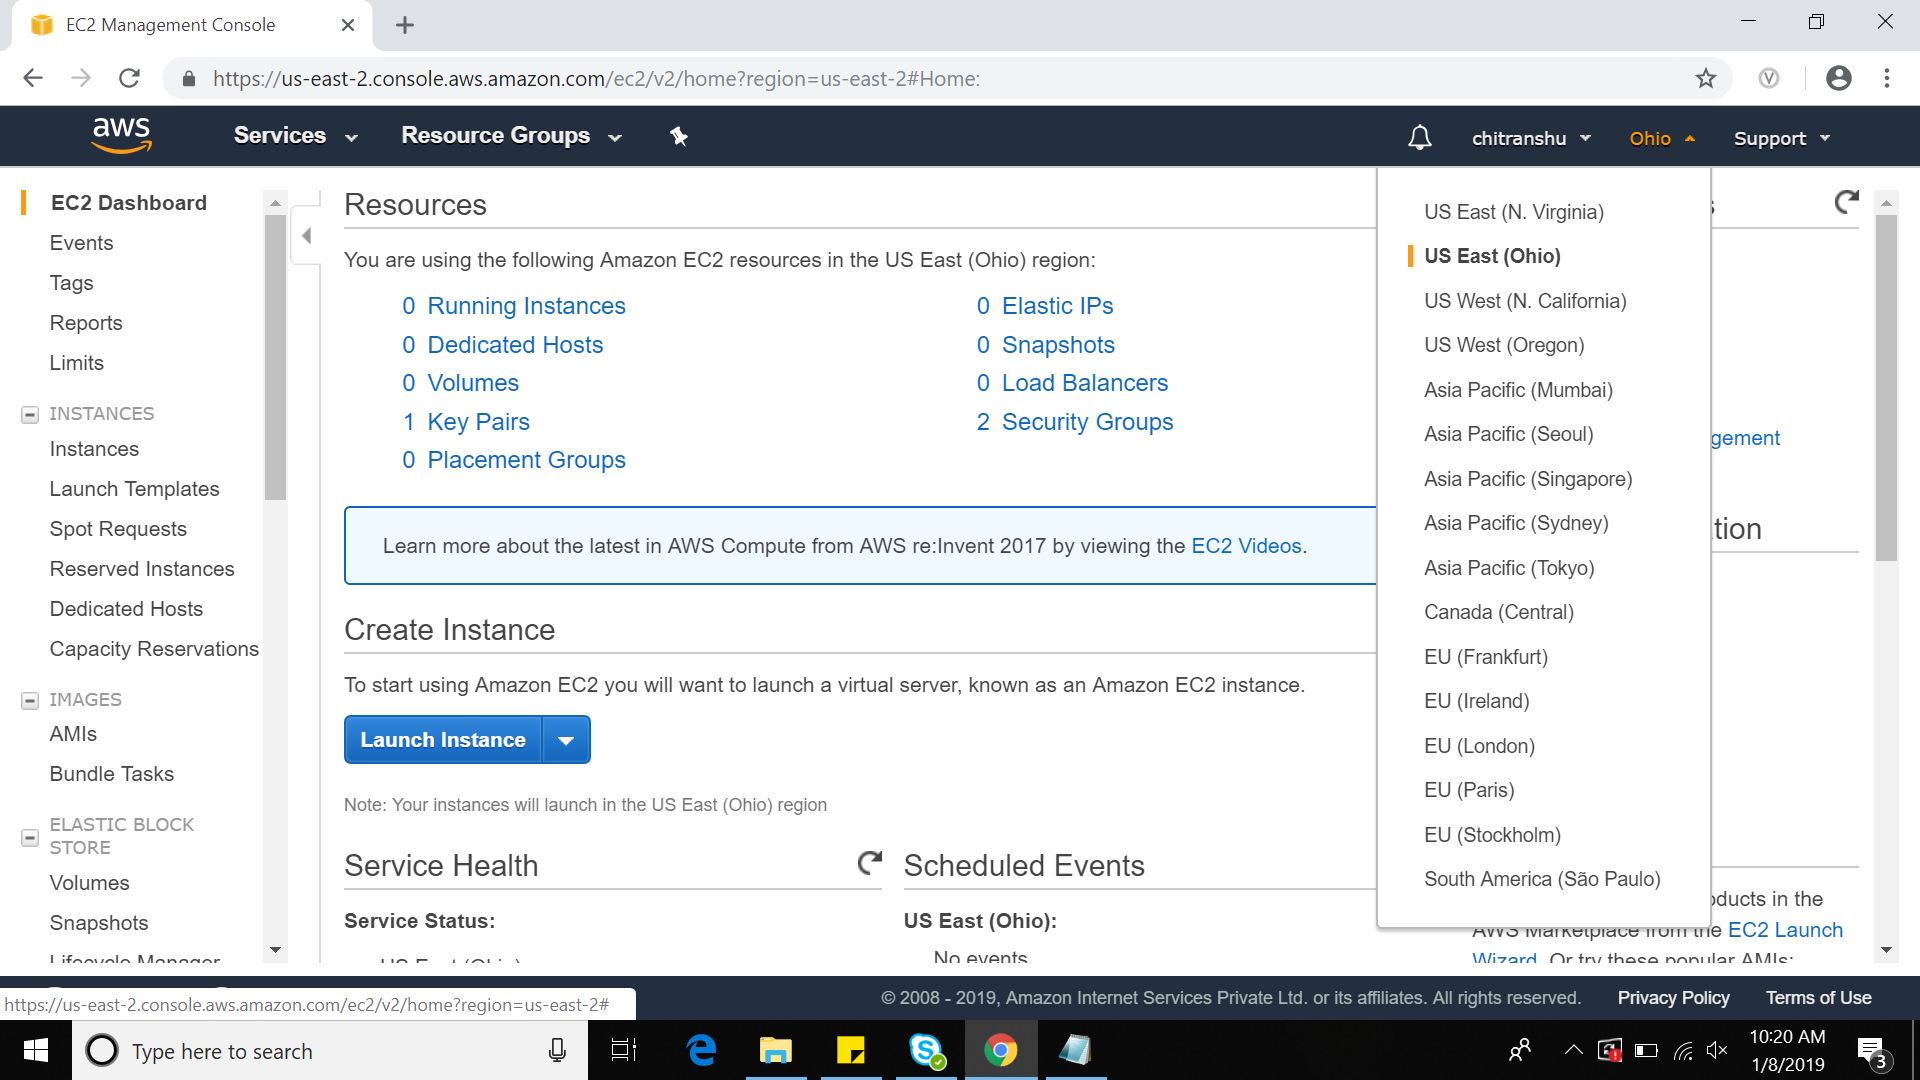 EC2 Management Console
https://us-east-2.console.aws.amazon.com/ec2/v2/home?region=us-east-2#Home:
aws
Services
Resource Groups
chitranshu
Ohio
Support
EC2 Dashboard
Events
Tags
Reports
Limits
INSTANCES
Instances
Launch Templates
Spot Requests
Reserved Instances
Dedicated Hosts
Capacity Reservations
IMAGES
AMIs
Bundle Tasks
ELASTIC BLOCK
STORE
Volumes
Snapshots
Lifecycle Manager
Resources
You are using the following Amazon EC2 resources in the US East (Ohio) region:
0 Running Instances
0 Elastic IPs
0 Dedicated Hosts
0 Snapshots
0 Volumes
0 Load Balancers
1 Key Pairs
2 Security Groups
0 Placement Groups
Learn more about the latest in AWS Compute from AWS re:Invent 2017 by viewing the EC2 Videos.
Create Instance
To start using Amazon EC2 you will want to launch a virtual server, known as an Amazon EC2 instance.
Launch Instance
Note: Your instances will launch in the US East (Ohio) region
Service Health
Service Status:
US East (Ohio)
Scheduled Events
US East (Ohio):
No events
US East (N. Virginia)
US East (Ohio)
US West (N. California)
US West (Oregon)
Asia Pacific (Mumbai)
Asia Pacific (Seoul)
Asia Pacific (Singapore)
Asia Pacific (Sydney)
Asia Pacific (Tokyo)
Canada (Central)
EU (Frankfurt)
EU (Ireland)
EU (London)
EU (Paris)
EU (Stockholm)
South America (São Paulo)
gement
tion
oducts in the
AWS Marketplace from the EC2 Launch
Wizard. Or try these popular AMIs:
https://us-east-2.console.aws.amazon.com/ec2/v2/home?region=us-east-2#
© 2008 - 2019, Amazon Internet Services Private Ltd. or its affiliates. All rights reserved.
Privacy Policy
Terms of Use
Type here to search
10:20 AM
1/8/2019
3